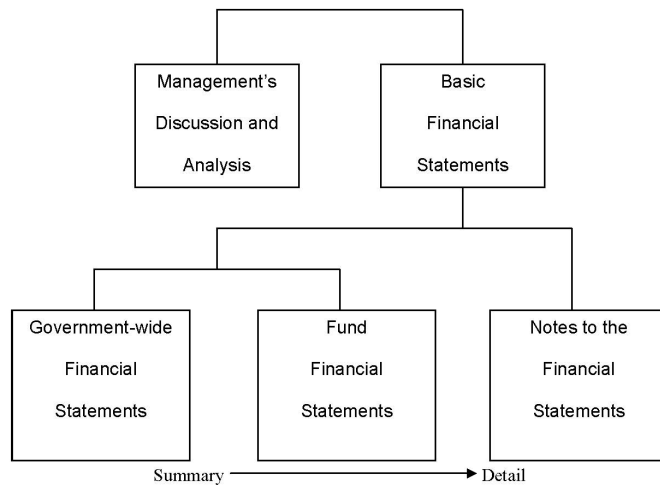 Management’s
Discussion and
Analysis
Basic
Financial
Statements
Government-wide
Financial
Statements
Fund
Financial
Statements
Notes to the
Financial
Statements
Summary
Detail